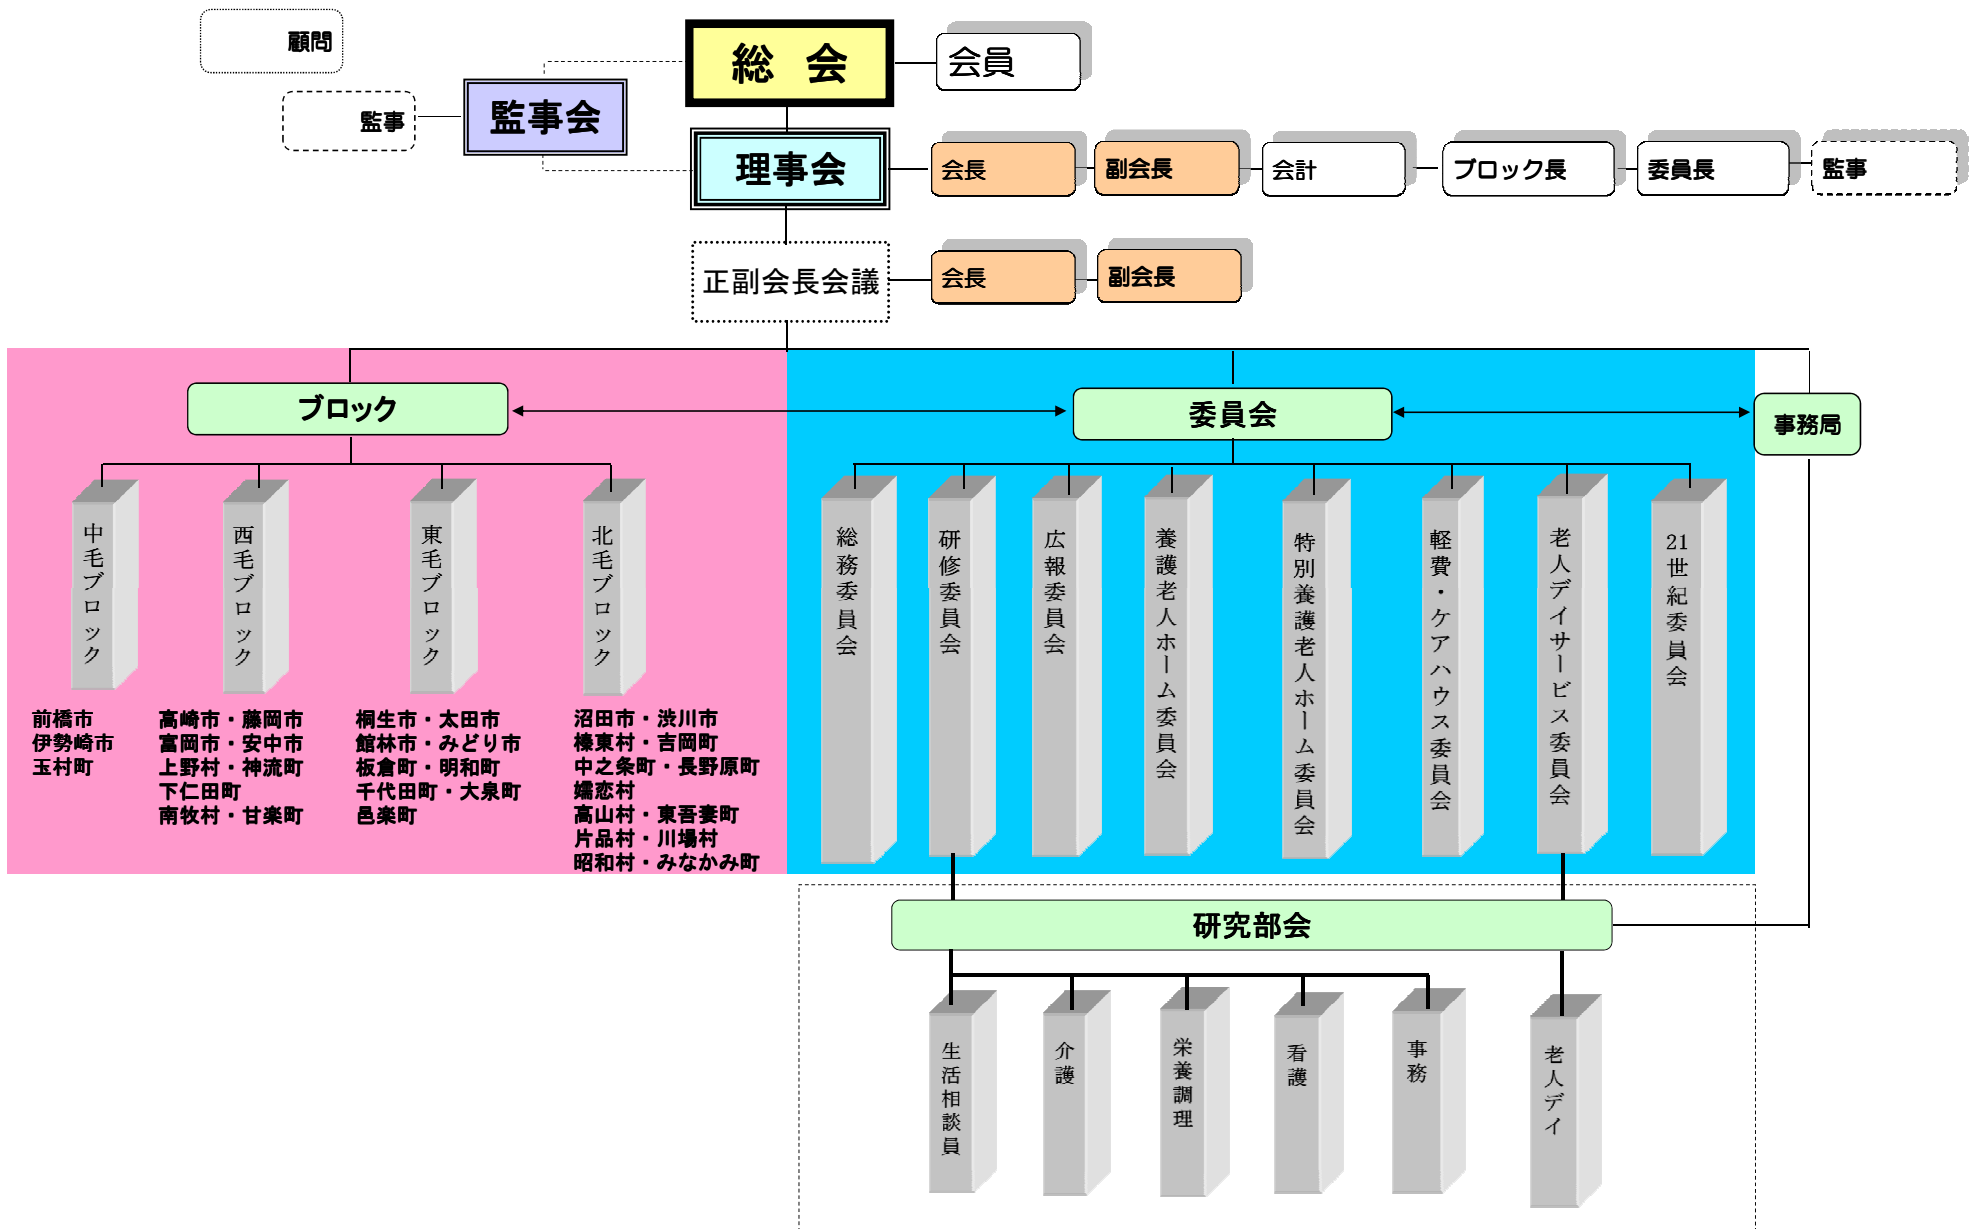 顧問
総　会
会員
監事
監事会
理事会
会長
副会長
会計
ブロック長
委員長
監事
正副会長会議
会長
副会長
ブロック
委員会
事務局
中毛ブロック
西毛ブロック
東毛ブロック
北毛ブロック
総務委員会
研修委員会
広報委員会
養護老人ホーム委員会
特別養護老人ホーム委員会
軽費・ケアハウス委員会
老人デイサービス委員会
21世紀委員会
前橋市
伊勢崎市
玉村町
高崎市・藤岡市
富岡市・安中市
上野村・神流町
下仁田町
南牧村・甘楽町
桐生市・太田市
館林市・みどり市
板倉町・明和町
千代田町・大泉町
邑楽町
沼田市・渋川市
榛東村・吉岡町
中之条町・長野原町
嬬恋村
高山村・東吾妻町
片品村・川場村
昭和村・みなかみ町
研究部会
生活相談員
介護
栄養調理
看護
事務
老人デイ